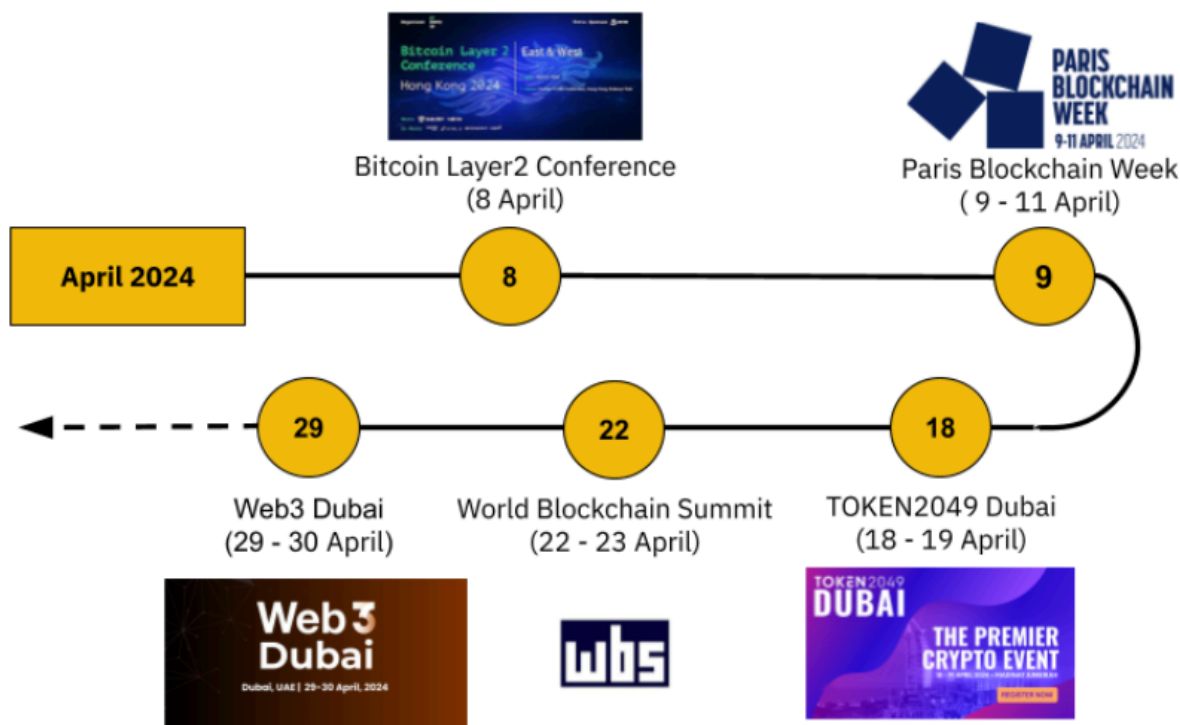 Bitcoin Layer 2
Conference
Hong Kong 2024
East & West
PARIS
BLOCKCHAIN
WEEK
9-11 APRIL 2024
Bitcoin Layer2 Conference
(8 April)
Paris Blockchain Week
( 9 - 11 April)
April 2024
8
9
29
22
18
Web3 Dubai
(29 - 30 April)
World Blockchain Summit
(22 - 23 April)
TOKEN2049 Dubai
(18 - 19 April)
Web3
Dubai
Dubai, UAE | 29-30 April, 2024
wbs
TOKEN2049
DUBAI
THE PREMIER
CRYPTO EVENT
REGISTER NOW